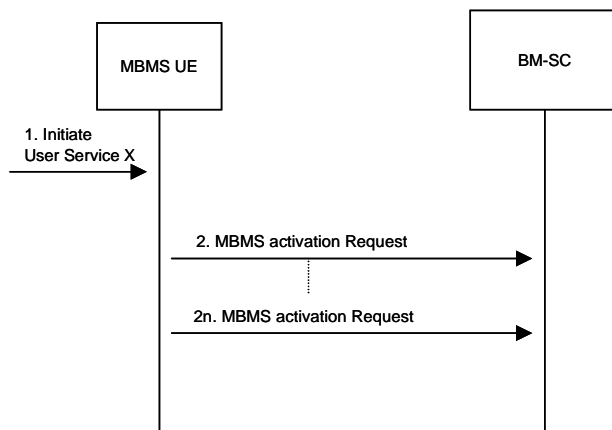 MBMS UE
BM-SC
1. Initiate
User Service X
2. MBMS activation Request
2n. MBMS activation Request